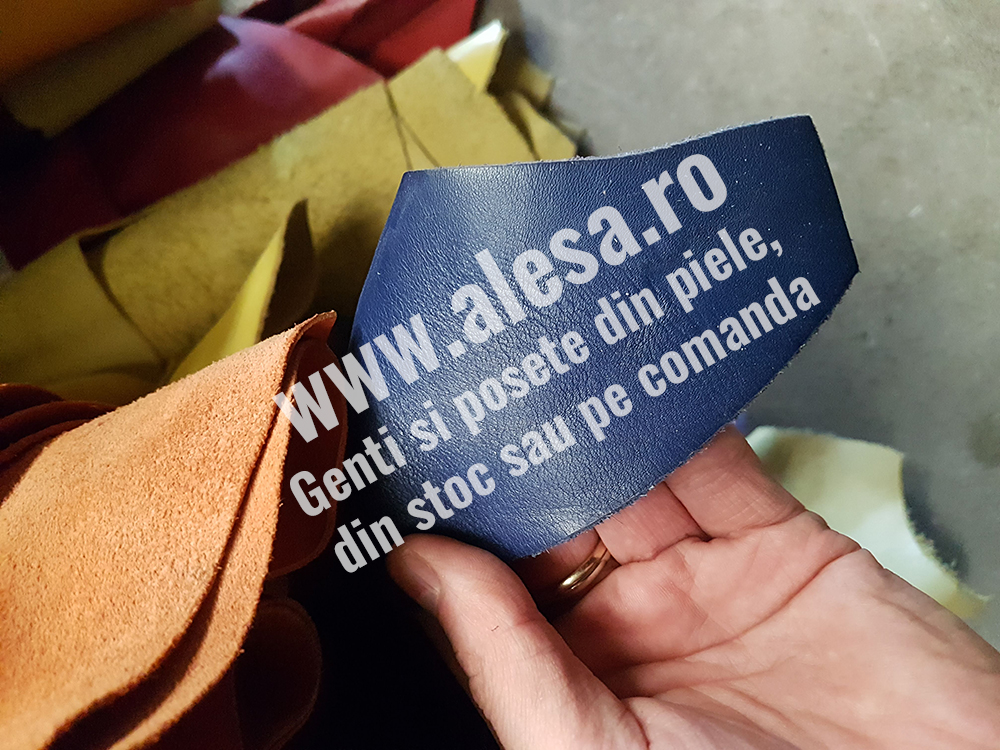 www.alesa.ro
Genti si posete din piele,
din stoc sau pe comanda